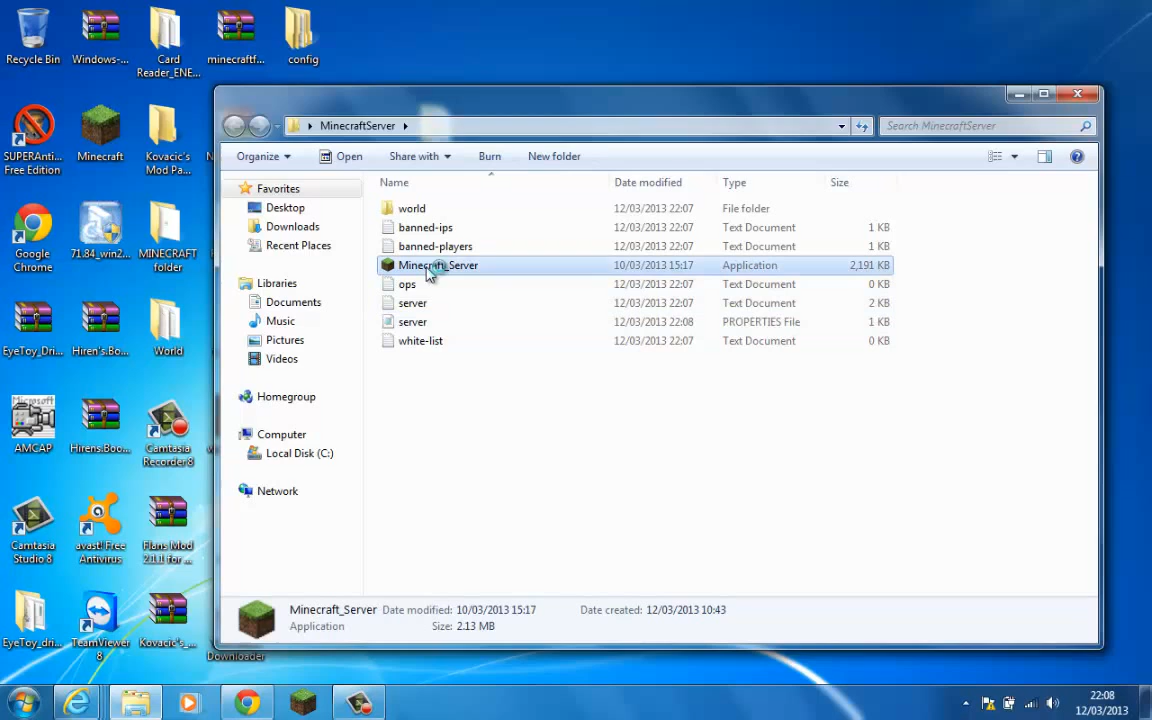 Recycle Bin
Windows-...
Card
Reader_ENE...
minecraftf...
config
SUPERAnti...
Free Edition
Minecraft
Kovacic's
Mod Pa...
Google
Chrome
71.84_win2...
MINECRAFT
folder
EyeToy_Dri...
Hiren's.Bo...
World
Microsoft
AMCAP
Hirens.Boo...
Camtasia
Recorder8
Camtasia
Studio 8
avast! Free
Antivirus
Flans Mod
2.1.1 for ...
EyeToy_dri...
TeamViewer
8
Kovacic's_...
Downloader
MinecraftServer
Search MinecraftServer
Organize
Open
Share with
Burn
New folder
Favorites
Desktop
Downloads
Recent Places
Libraries
Documents
Music
Pictures
Videos
Homegroup
Computer
Local Disk (C:)
Network
Name Date modified Type Size
world 12/03/2013 22:07 File folder
banned-ips 12/03/2013 22:07 Text Document 1 KB
banned-players 12/03/2013 22:07 Text Document 1 KB
Minecraft_Server 10/03/2013 15:17 Application 2,191 KB
ops 12/03/2013 22:07 Text Document 0 KB
server 12/03/2013 22:07 Text Document 2 KB
server 12/03/2013 22:08 PROPERTIES File 1 KB
white-list 12/03/2013 22:07 Text Document 0 KB
Minecraft_Server Date modified: 10/03/2013 15:17 Date created: 12/03/2013 10:43
Application Size: 2.13 MB
22:08
12/03/2013